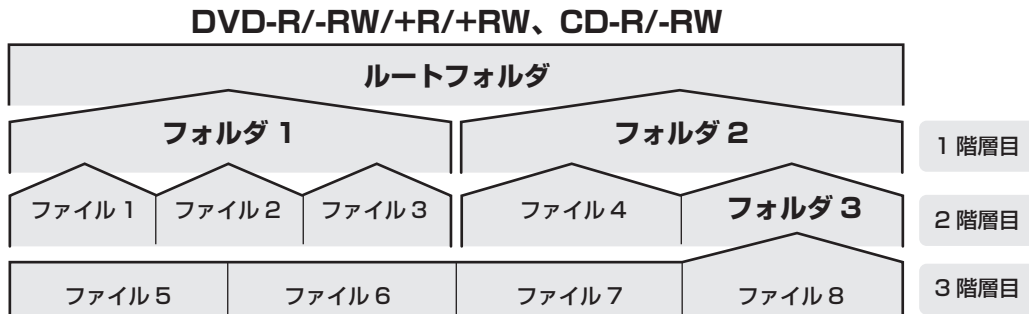 DVD-R/-RW/+R/+RW、CD-R/-RW
ルートフォルダ
フォルダ 1 フォルダ 2 1 階層目
ファイル 1 ファイル 2 ファイル 3 ファイル 4 フォルダ 3 2 階層目
ファイル 5 ファイル 6 ファイル 7 ファイル 8 3 階層目